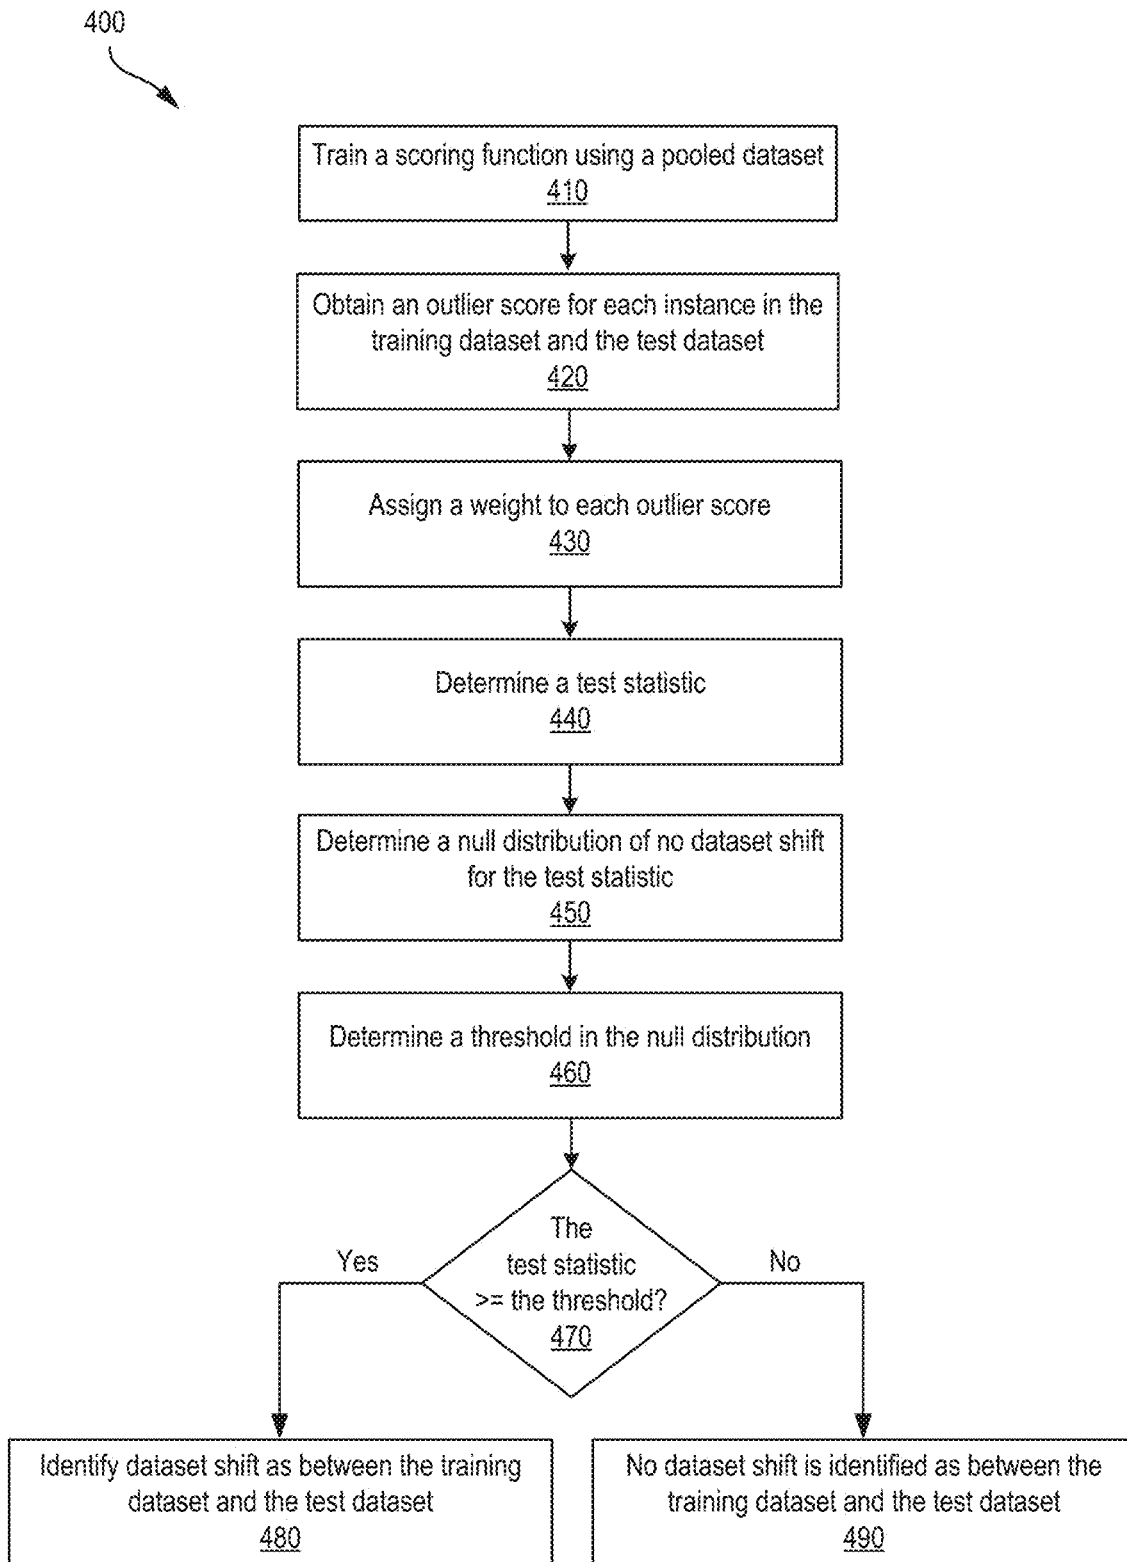 400
Train a scoring function using a pooled dataset
410
Obtain an outlier score for each instance in the
training dataset and the test dataset
420
Assign a weight to each outlier score
430
Determine a test statistic
440
Determine a null distribution of no dataset shift
for the test statistic
450
Determine a threshold in the null distribution
460
The
test statistic
>= the threshold?
470
Yes
No
Identify dataset shift as between the training
dataset and the test dataset
480
No dataset shift is identified as between the
training dataset and the test dataset
490